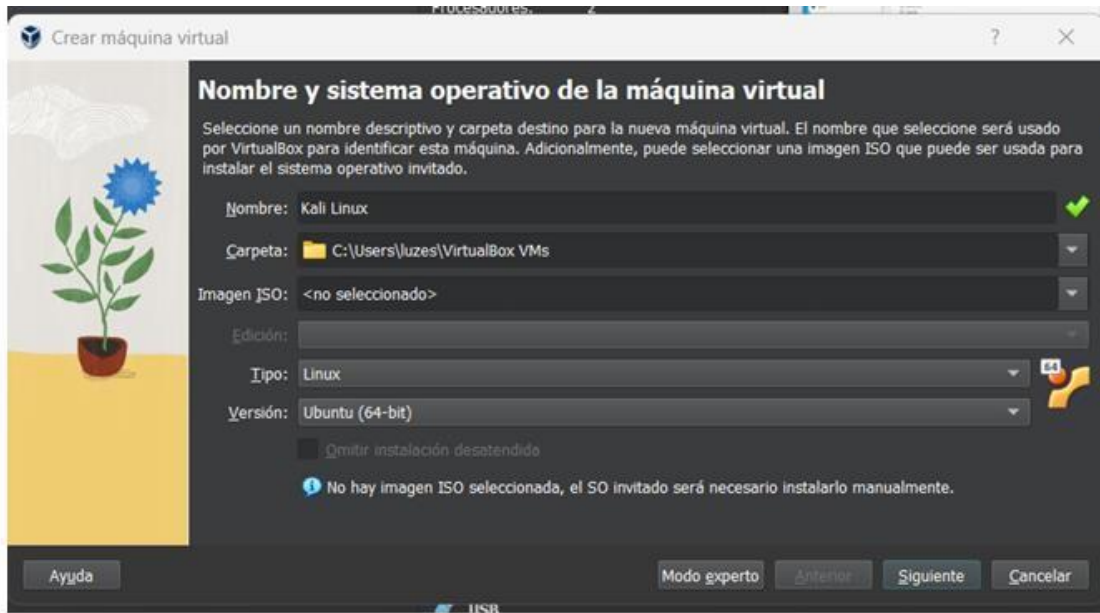 Procesadores: 2
Crear máquina virtual
?
Nombre y sistema operativo de la máquina virtual
Seleccione un nombre descriptivo y carpeta destino para la nueva máquina virtual. El nombre que seleccione será usado
por VirtualBox para identificar esta máquina. Adicionalmente, puede seleccionar una imagen ISO que puede ser usada para
instalar el sistema operativo invitado.
Nombre: Kali Linux
Carpeta: C:\Users\luzes\VirtualBox VMs
Imagen ISO: <no seleccionado>
Edición:
Tipo: Linux
64
Versión: Ubuntu (64-bit)
Omitir instalación desatendida
No hay imagen ISO seleccionada, el SO invitado será necesario instalarlo manualmente.
Ayuda Modo experto Anterior Siguiente Cancelar
USB